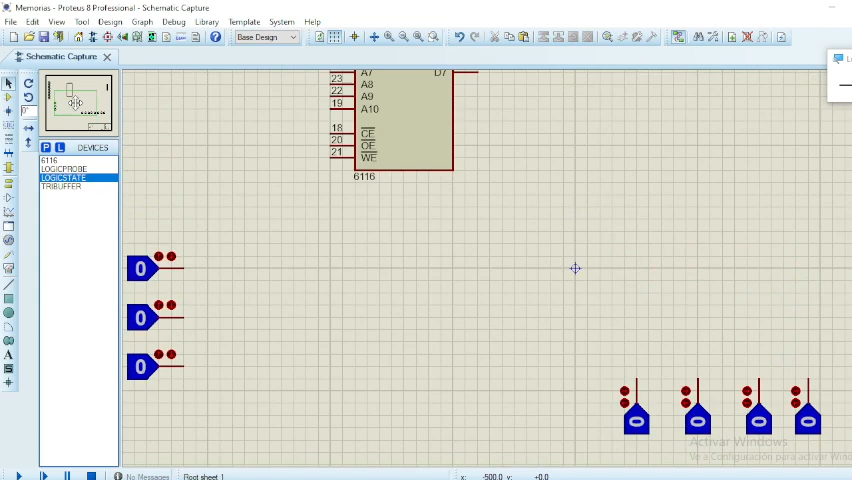 Memorias - Proteus 8 Professional - Schematic Capture
File Edit View Tool Design Graph Debug Library Template System Help
Base Design
Schematic Capture
0°
P L DEVICES
6116
LOGICPROBE
LOGICSTATE
TRIBUFFER
A7 D7
23 A8
22 A9
19 A10
18 CE
20 OE
21 WE
6116
0
0
0
0 0 0 0
Activar Windows
Ve a Configuración para activar Wind
No Messages Root sheet 1 x: -500.0 y: +0.0